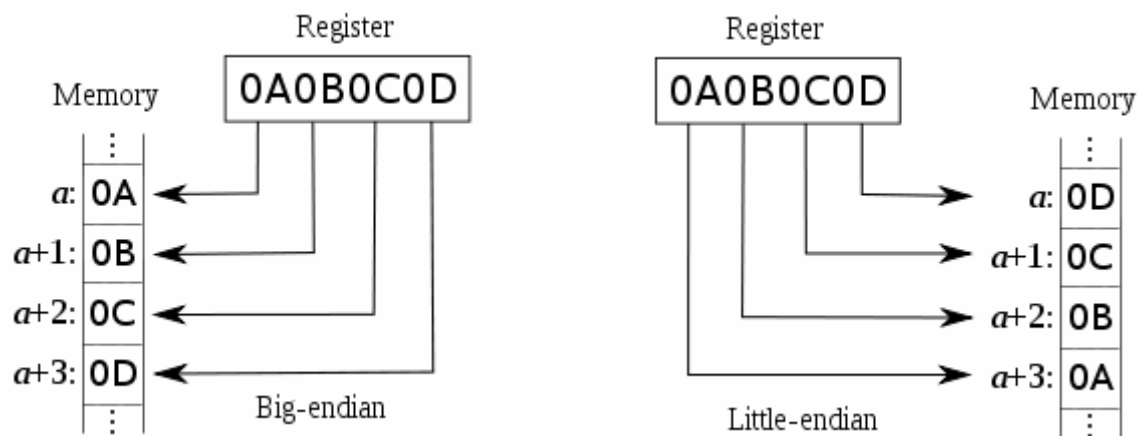 Register
0A0B0C0D
Memory
⋮
a: 0A
a+1: 0B
a+2: 0C
a+3: 0D
⋮
Big-endian
Register
0A0B0C0D
Memory
⋮
a: 0D
a+1: 0C
a+2: 0B
a+3: 0A
⋮
Little-endian